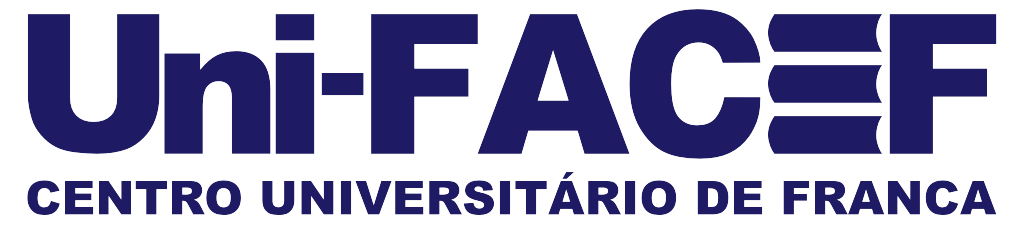 Uni-FACEF
CENTRO UNIVERSITÁRIO DE FRANCA